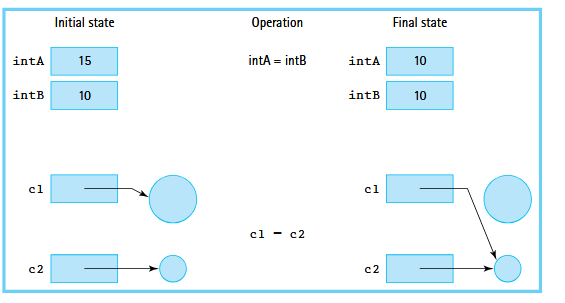 Initial state Operation Final state
intA 15 intA = intB intA 10
intB 10 intB 10
c1 c1
c1 – c2
c2 c2